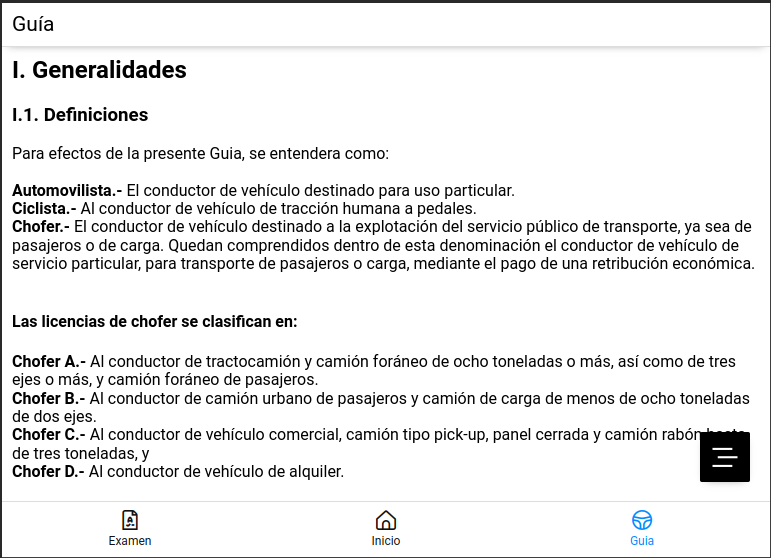 Guía
I. Generalidades
I.1. Definiciones
Para efectos de la presente Guia, se entendera como:
Automovilista.- El conductor de vehículo destinado para uso particular.
Ciclista.- Al conductor de vehículo de tracción humana a pedales.
Chofer.- El conductor de vehículo destinado a la explotación del servicio público de transporte, ya sea de
pasajeros o de carga. Quedan comprendidos dentro de esta denominación el conductor de vehículo de
servicio particular, para transporte de pasajeros o carga, mediante el pago de una retribución económica.
Las licencias de chofer se clasifican en:
Chofer A.- Al conductor de tractocamión y camión foráneo de ocho toneladas o más, así como de tres
ejes o más, y camión foráneo de pasajeros.
Chofer B.- Al conductor de camión urbano de pasajeros y camión de carga de menos de ocho toneladas
de dos ejes.
Chofer C.- Al conductor de vehículo comercial, camión tipo pick-up, panel cerrada y camión rabón hasta
de tres toneladas, y
Chofer D.- Al conductor de vehículo de alquiler.
Examen
Inicio
Guia